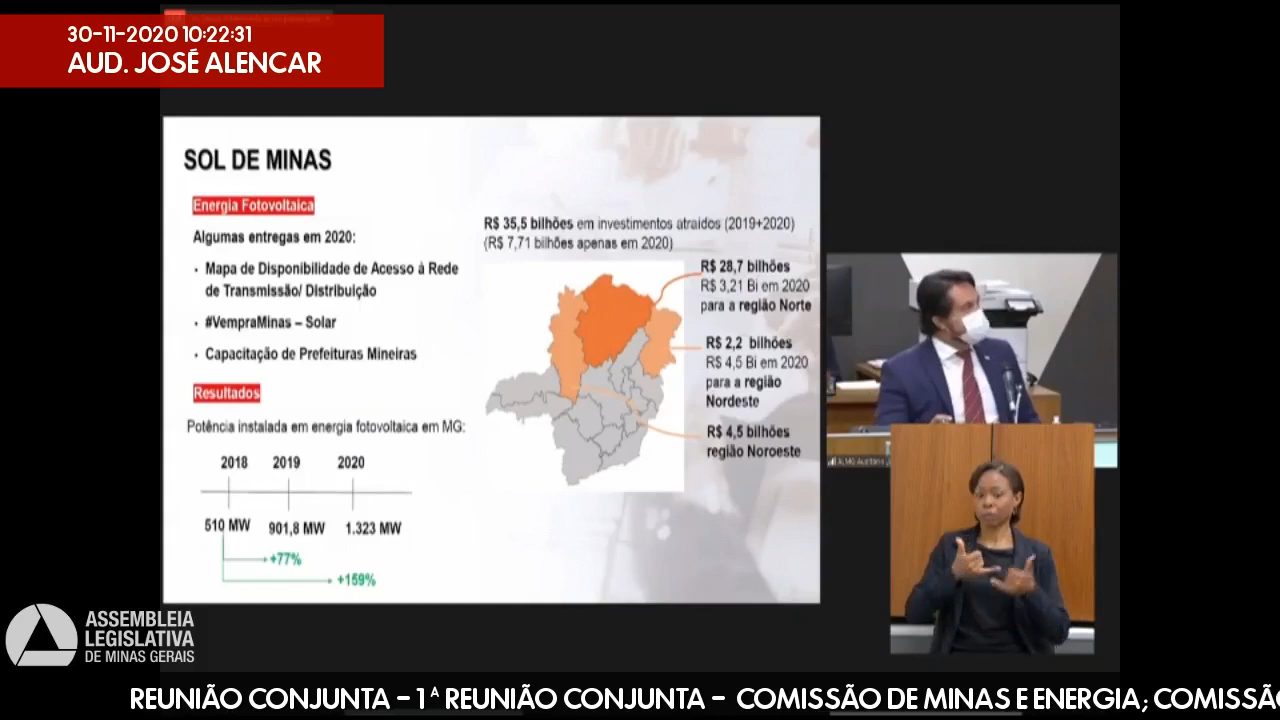 30-11-2020 10:22:31
AUD. JOSÉ ALENCAR
SOL DE MINAS
Energia Fotovoltaica
Algumas entregas em 2020:
· Mapa de Disponibilidade de Acesso à Rede
de Transmissão/ Distribuição
· #VempraMinas – Solar
· Capacitação de Prefeituras Mineiras
Resultados
Potência instalada em energia fotovoltaica em MG:
2018 2019 2020
510 MW 901,8 MW 1.323 MW
+77%
+159%
R$ 35,5 bilhões em investimentos atraídos (2019+2020)
(R$ 7,71 bilhões apenas em 2020)
R$ 28,7 bilhões
R$ 3,21 Bi em 2020
para a região Norte
R$ 2,2 bilhões
R$ 4,5 Bi em 2020
para a região
Nordeste
R$ 4,5 bilhões
região Noroeste
ASSEMBLEIA
LEGISLATIVA
DE MINAS GERAIS
REUNIÃO CONJUNTA – 1ª REUNIÃO CONJUNTA – COMISSÃO DE MINAS E ENERGIA; COMISSÃO